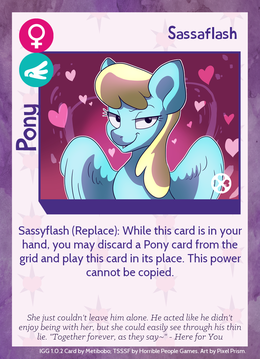 Sassaflash
Pony
Sassyflash (Replace): While this card is in your
hand, you may discard a Pony card from the
grid and play this card in its place. This power
cannot be copied.
She just couldn't leave him alone. He acted like he didn't
enjoy being with her, but she could easily see through his thin
lie. "Together forever, as they say~" - Here for You
IGG 1.0.2 Card by Metibobo. TSSSF by Horrible People Games. Art by Pixel Prism.